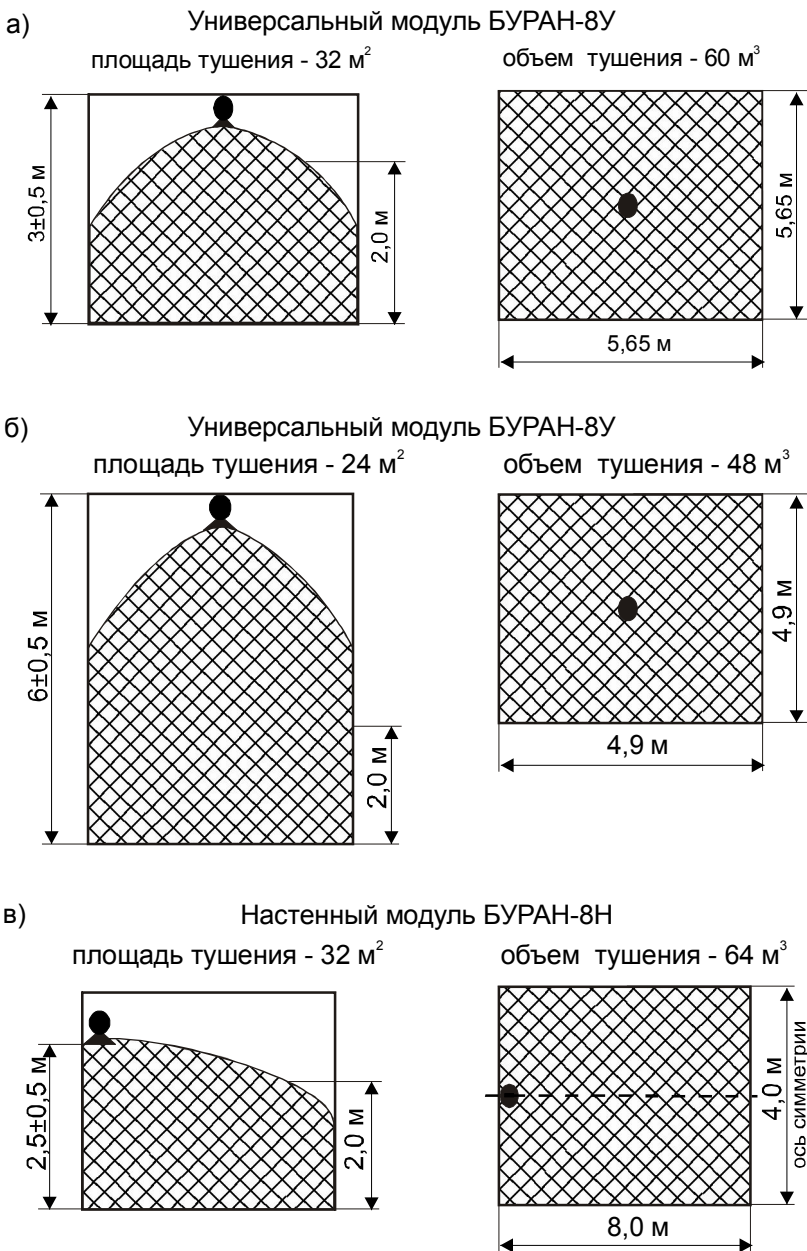 а)
Универсальный модуль БУРАН-8У
площадь тушения - 32 м²
объем тушения - 60 м³
3±0,5 м
2,0 м
5,65 м
5,65 м
б)
Универсальный модуль БУРАН-8У
площадь тушения - 24 м²
объем тушения - 48 м³
6±0,5 м
2,0 м
4,9 м
4,9 м
в)
Настенный модуль БУРАН-8Н
площадь тушения - 32 м²
объем тушения - 64 м³
2,5±0,5 м
2,0 м
4,0 м
ось симметрии
8,0 м